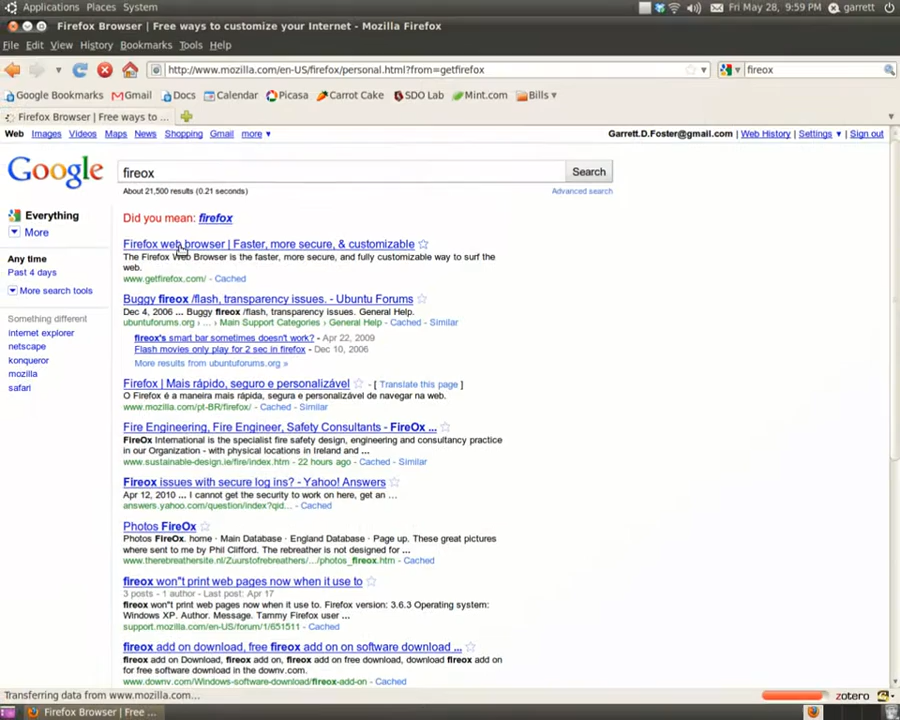 Applications Places System
Fri May 28, 9:59 PM garrett
Firefox Browser | Free ways to customize your Internet - Mozilla Firefox
File Edit View History Bookmarks Tools Help
http://www.mozilla.com/en-US/firefox/personal.html?from=getfirefox
fireox
Google Bookmarks Gmail Docs Calendar Picasa Carrot Cake SDO Lab Mint.com Bills
Firefox Browser | Free ways to ...
Web Images Videos Maps News Shopping Gmail more
Garrett.D.Foster@gmail.com | Web History | Settings | Sign out
Google
fireox
Search
About 21,500 results (0.21 seconds)
Advanced search
Everything
More
Any time
Past 4 days
More search tools
Something different
internet explorer
netscape
konqueror
mozilla
safari
Did you mean: firefox
Firefox web browser | Faster, more secure, & customizable
The Firefox Web Browser is the faster, more secure, and fully customizable way to surf the
web.
www.getfirefox.com/ - Cached
Buggy fireox /flash, transparency issues. - Ubuntu Forums
Dec 4, 2006 ... Buggy fireox /flash, transparency issues. General Help.
ubuntuforums.org › ... › Main Support Categories › General Help - Cached - Similar
fireox's smart bar sometimes doesn't work? - Apr 22, 2009
Flash movies only play for 2 sec in firefox - Dec 10, 2006
More results from ubuntuforums.org »
Firefox | Mais rápido, seguro e personalizável - [ Translate this page ]
O Firefox é a maneira mais rápida, segura e personalizável de navegar na web.
www.mozilla.com/pt-BR/firefox/ - Cached - Similar
Fire Engineering, Fire Engineer, Safety Consultants - FireOx ...
FireOx International is the specialist fire safety design, engineering and consultancy practice
in our Organization - with physical locations in Ireland and ...
www.sustainable-design.ie/fire/index.htm - 22 hours ago - Cached - Similar
Fireox issues with secure log ins? - Yahoo! Answers
Apr 12, 2010 ... I cannot get the security to work on here, get an ...
answers.yahoo.com/question/index?qid... - Cached
Photos FireOx
Photos FireOx. home · Main Database · England Database · Page up. These great pictures
where sent to me by Phil Clifford. The rebreather is not designed for ...
www.therebreathersite.nl/Zuurstofrebreathers/.../photos_fireox.htm - Cached
fireox won"t print web pages now when it use to
3 posts - 1 author - Last post: Apr 17
fireox won"t print web pages now when it use to. Firefox version: 3.6.3 Operating system:
Windows XP. Author. Message. Tammy Firefox user ...
support.mozilla.com/en-US/forum/1/651511 - Cached
fireox add on download, free fireox add on on software download ...
fireox add on Download, fireox add on, fireox add on free download, download fireox add on
for free software download in the downv.com.
www.downv.com/Windows-software-download/fireox-add-on - Cached
Transferring data from www.mozilla.com...
zotero
Firefox Browser | Free ...